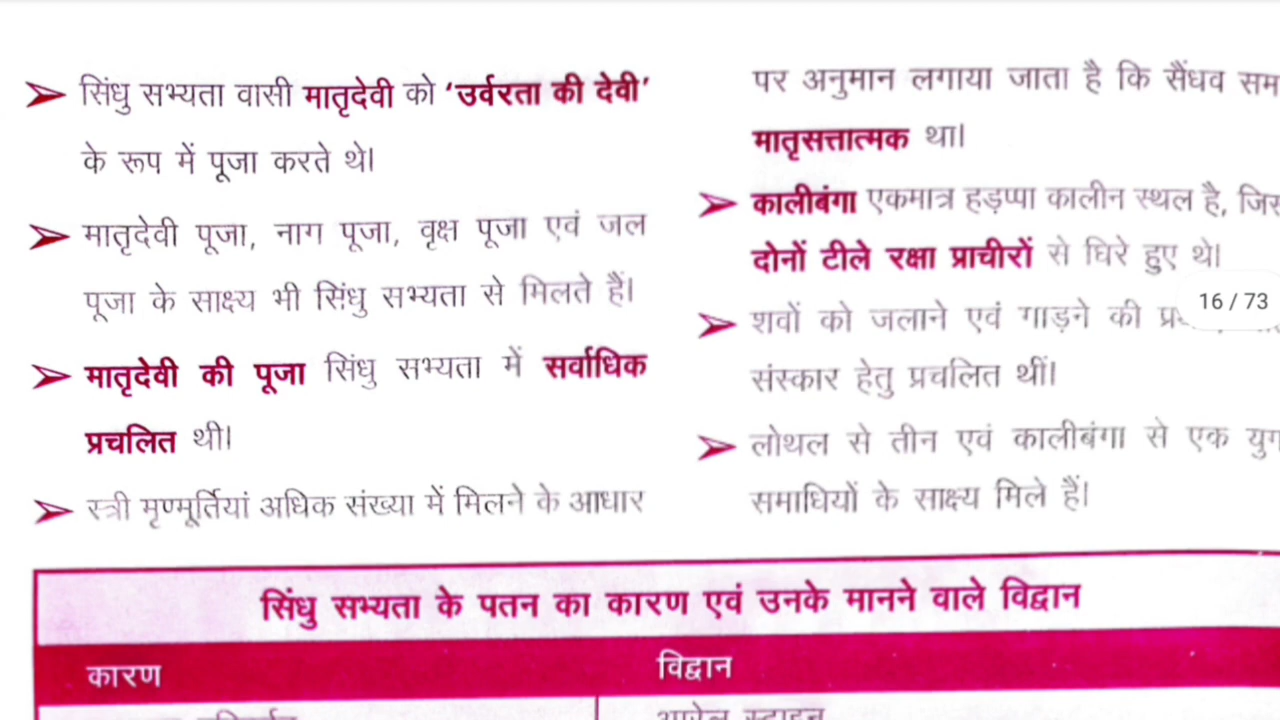 सिंधु सभ्यता वासी मातृदेवी को ‘उर्वरता की देवी’
के रूप में पूजा करते थे।
मातृदेवी पूजा, नाग पूजा, वृक्ष पूजा एवं जल
पूजा के साक्ष्य भी सिंधु सभ्यता से मिलते हैं।
मातृदेवी की पूजा सिंधु सभ्यता में सर्वाधिक
प्रचलित थी।
स्त्री मृण्मूर्तियां अधिक संख्या में मिलने के आधार
पर अनुमान लगाया जाता है कि सैंधव
मातृसत्तात्मक था।
कालीबंगा एकमात्र हड़प्पा कालीन स्थल है,
दोनों टीले रक्षा प्राचीरों से घिरे हुए थे।
शवों को जलाने एवं गाड़ने की
संस्कार हेतु प्रचलित थीं।
लोथल से तीन एवं कालीबंगा से एक
समाधियों के साक्ष्य मिले हैं।
16 / 73
सिंधु सभ्यता के पतन का कारण एवं उनके मानने वाले विद्वान
कारण विद्वान